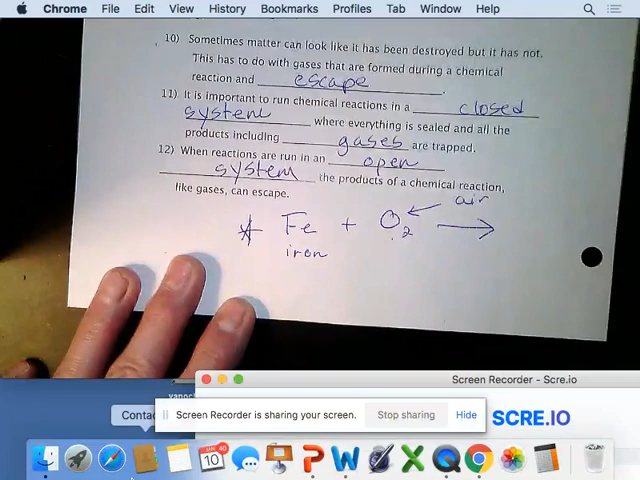 Chrome File Edit View History Bookmarks Profiles Tab Window Help
10) Sometimes matter can look like it has been destroyed but it has not.
This has to do with gases that are formed during a chemical
reaction and escape.
11) It is important to run chemical reactions in a closed
system where everything is sealed and all the
products including gases are trapped.
12) When reactions are run in an open
system the products of a chemical reaction,
like gases, can escape.
air
Fe + O2 →
iron
Screen Recorder - Scre.io
Conta
Screen Recorder is sharing your screen. Stop sharing Hide
SCRE.IO
10